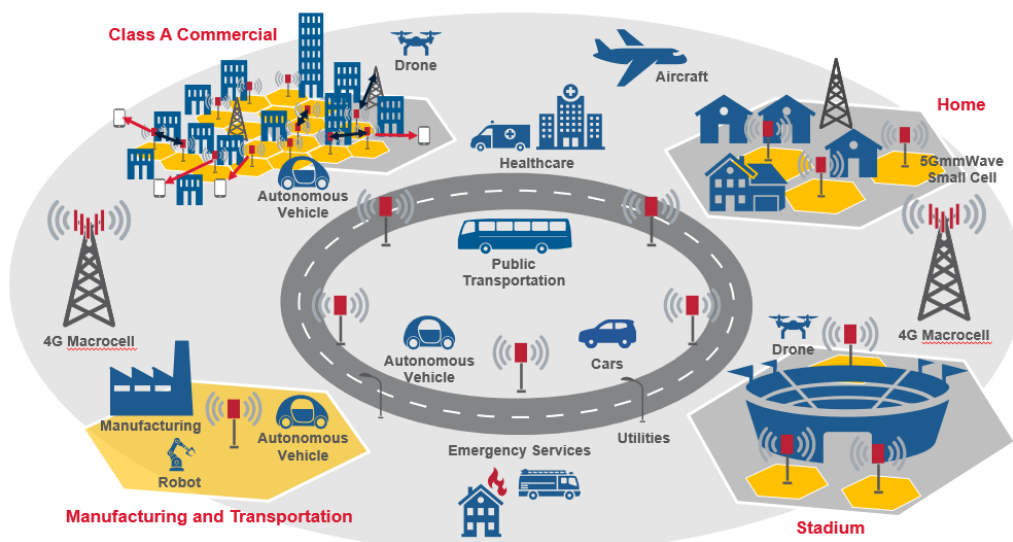 Class A Commercial
Drone
Aircraft
Home
Healthcare
5GmmWave
Small Cell
Autonomous
Vehicle
Public
Transportation
4G Macrocell
4G Macrocell
Autonomous
Vehicle
Cars
Drone
Manufacturing
Autonomous
Vehicle
Robot
Utilities
Emergency Services
Manufacturing and Transportation
Stadium